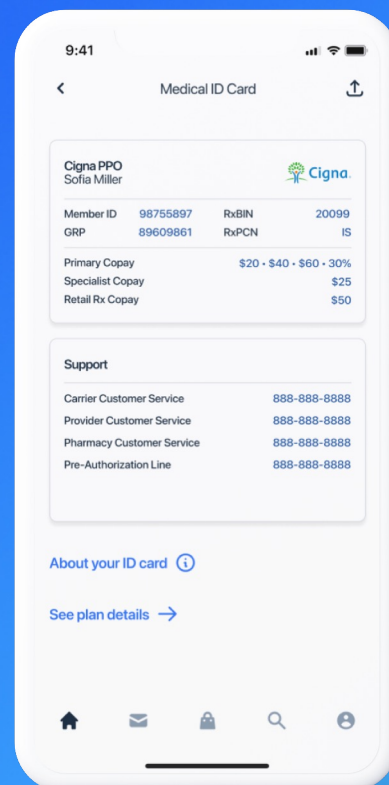 9:41
Medical ID Card
Cigna PPO
Sofia Miller
Cigna.
Member ID 98755897 RxBIN 20099
GRP 89609861 RxPCN IS
Primary Copay $20 • $40 • $60 • 30%
Specialist Copay $25
Retail Rx Copay $50
Support
Carrier Customer Service 888-888-8888
Provider Customer Service 888-888-8888
Pharmacy Customer Service 888-888-8888
Pre-Authorization Line 888-888-8888
About your ID card
See plan details →